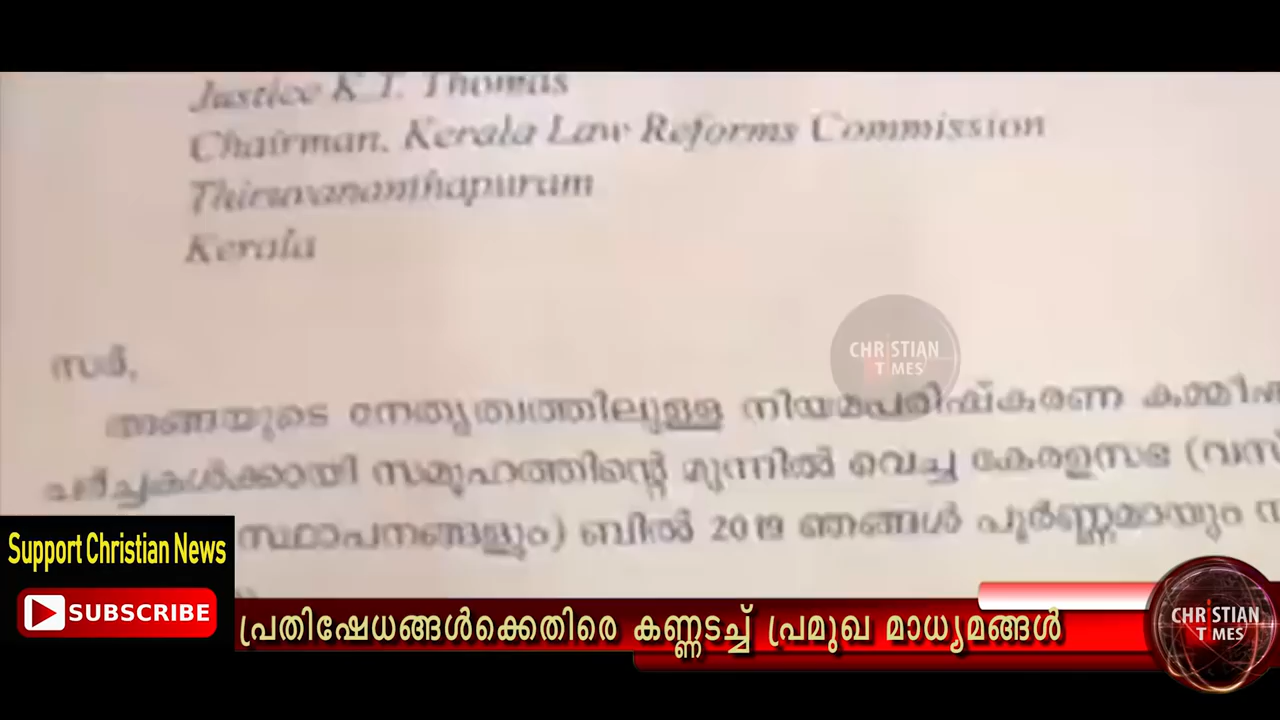 Justice K T. Thomas
Chairman, Kerala Law Reforms Commission
Thiruvananthapuram
Kerala
സർ,
അങ്ങയുടെ നേതൃത്വത്തിലുള്ള നിയമപരിഷ്കരണ
ചർച്ചകൾക്കായി സമൂഹത്തിന്റെ മുന്നിൽ വെച്ച കേരളസഭ
സ്ഥാപനങ്ങളും) ബിൽ 2019 ഞങ്ങൾ പൂർണ്ണമായും
CHRISTIAN
TIMES
Support Christian News
SUBSCRIBE
പ്രതിഷേധങ്ങൾക്കെതിരെ കണ്ണടച്ച് പ്രമുഖ മാധ്യമങ്ങൾ
CHRISTIAN
TIMES